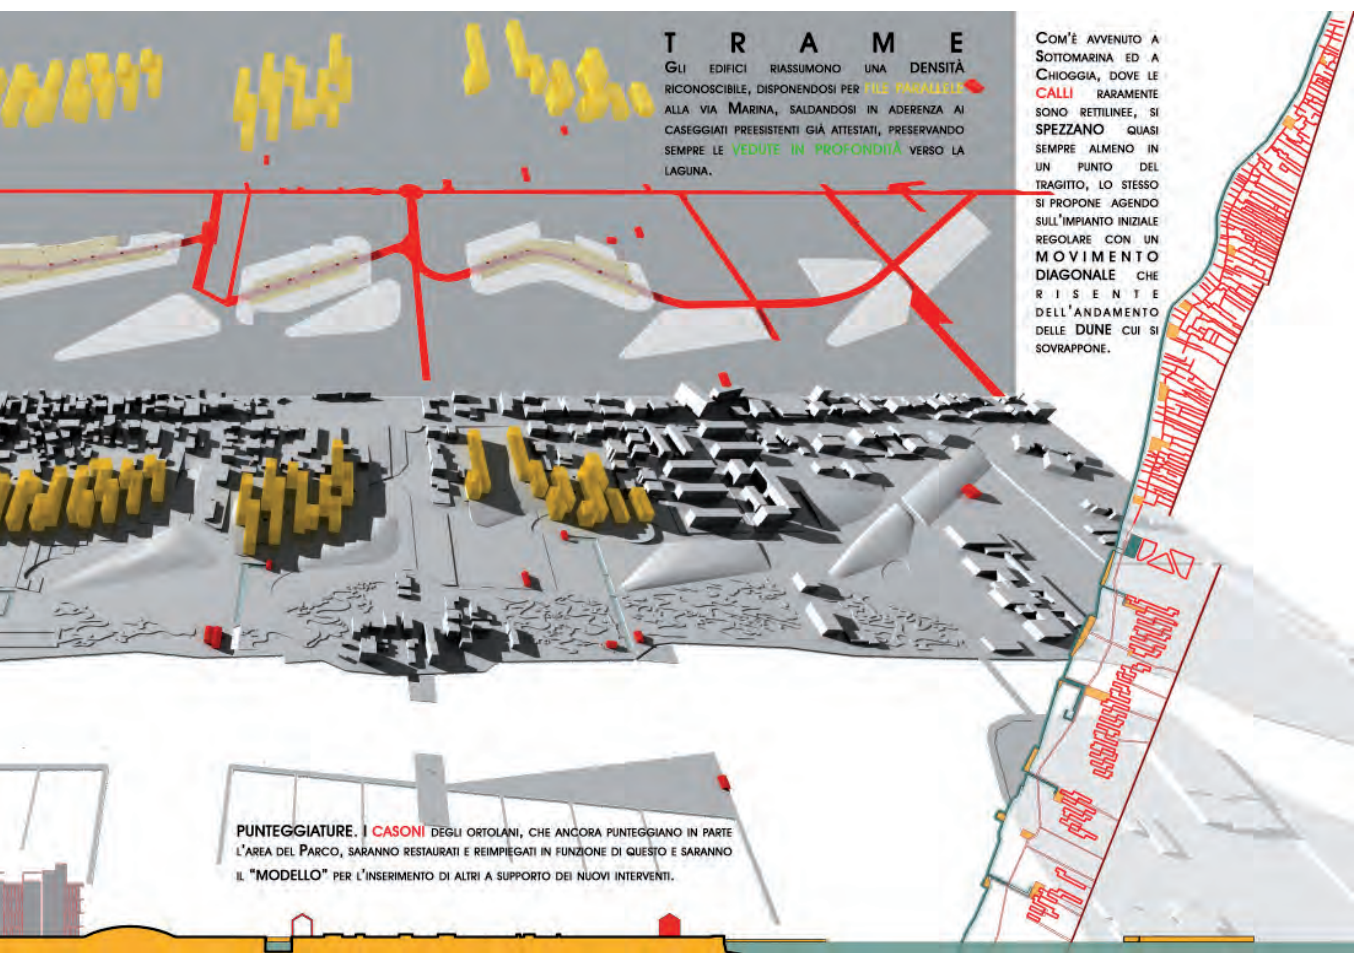 TRAME
GLI EDIFICI RIASSUMONO UNA DENSITÀ
RICONOSCIBILE, DISPONENDOSI PER FILE PARALLELE
ALLA VIA MARINA, SALDANDOSI IN ADERENZA AI
CASEGGIATI PREESISTENTI GIÀ ATTESTATI, PRESERVANDO
SEMPRE LE VEDUTE IN PROFONDITÀ VERSO LA
LAGUNA.
COM'È AVVENUTO A
SOTTOMARINA ED A
CHIOGGIA, DOVE LE
CALLI RARAMENTE
SONO RETTILINEE, SI
SPEZZANO QUASI
SEMPRE ALMENO IN
UN PUNTO DEL
TRAGITTO, LO STESSO
SI PROPONE AGENDO
SULL'IMPIANTO INIZIALE
REGOLARE CON UN
MOVIMENTO
DIAGONALE CHE
RISENTE
DELL'ANDAMENTO
DELLE DUNE CUI SI
SOVRAPPONE.
PUNTEGGIATURE. I CASONI DEGLI ORTOLANI, CHE ANCORA PUNTEGGIANO IN PARTE
L'AREA DEL PARCO, SARANNO RESTAURATI E REIMPIEGATI IN FUNZIONE DI QUESTO E SARANNO
IL "MODELLO" PER L'INSERIMENTO DI ALTRI A SUPPORTO DEI NUOVI INTERVENTI.